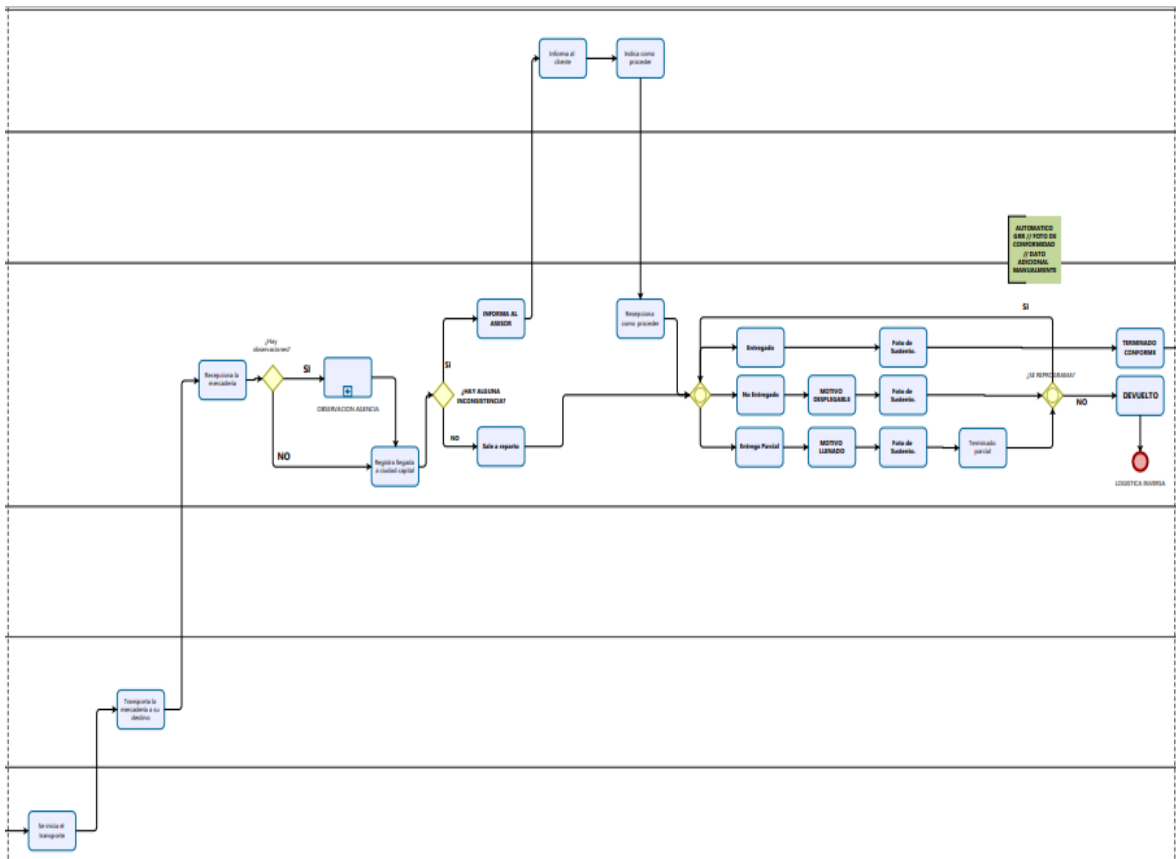 Informa al
cliente
Indica como
proceder
AUTOMATICO
GRR // FOTO DE
CONFORMIDAD
// DATO
ADICIONAL
MANUALMENTE
INFORMA AL
ASESOR
Recepciona
como proceder
SI
¿Hay
observaciones?
Recepciona la
mercadería
SI
OBSERVACION AGENCIA
NO
Registra llegada
a ciudad capital
SI
¿HAY ALGUNA
INCONSISTENCIA?
NO
Sale a reparto
Entregado
Foto de
Sustento.
TERMINADO
CONFORME
No Entregado
MOTIVO
DESPLEGABLE
Foto de
Sustento.
¿SE REPROGRAMA?
NO
DEVUELTO
Entrega Parcial
MOTIVO
LLENADO
Foto de
Sustento.
Terminado
parcial
LOGISTICA INVERSA
Transporta la
mercadería a su
destino
Se inicia el
transporte